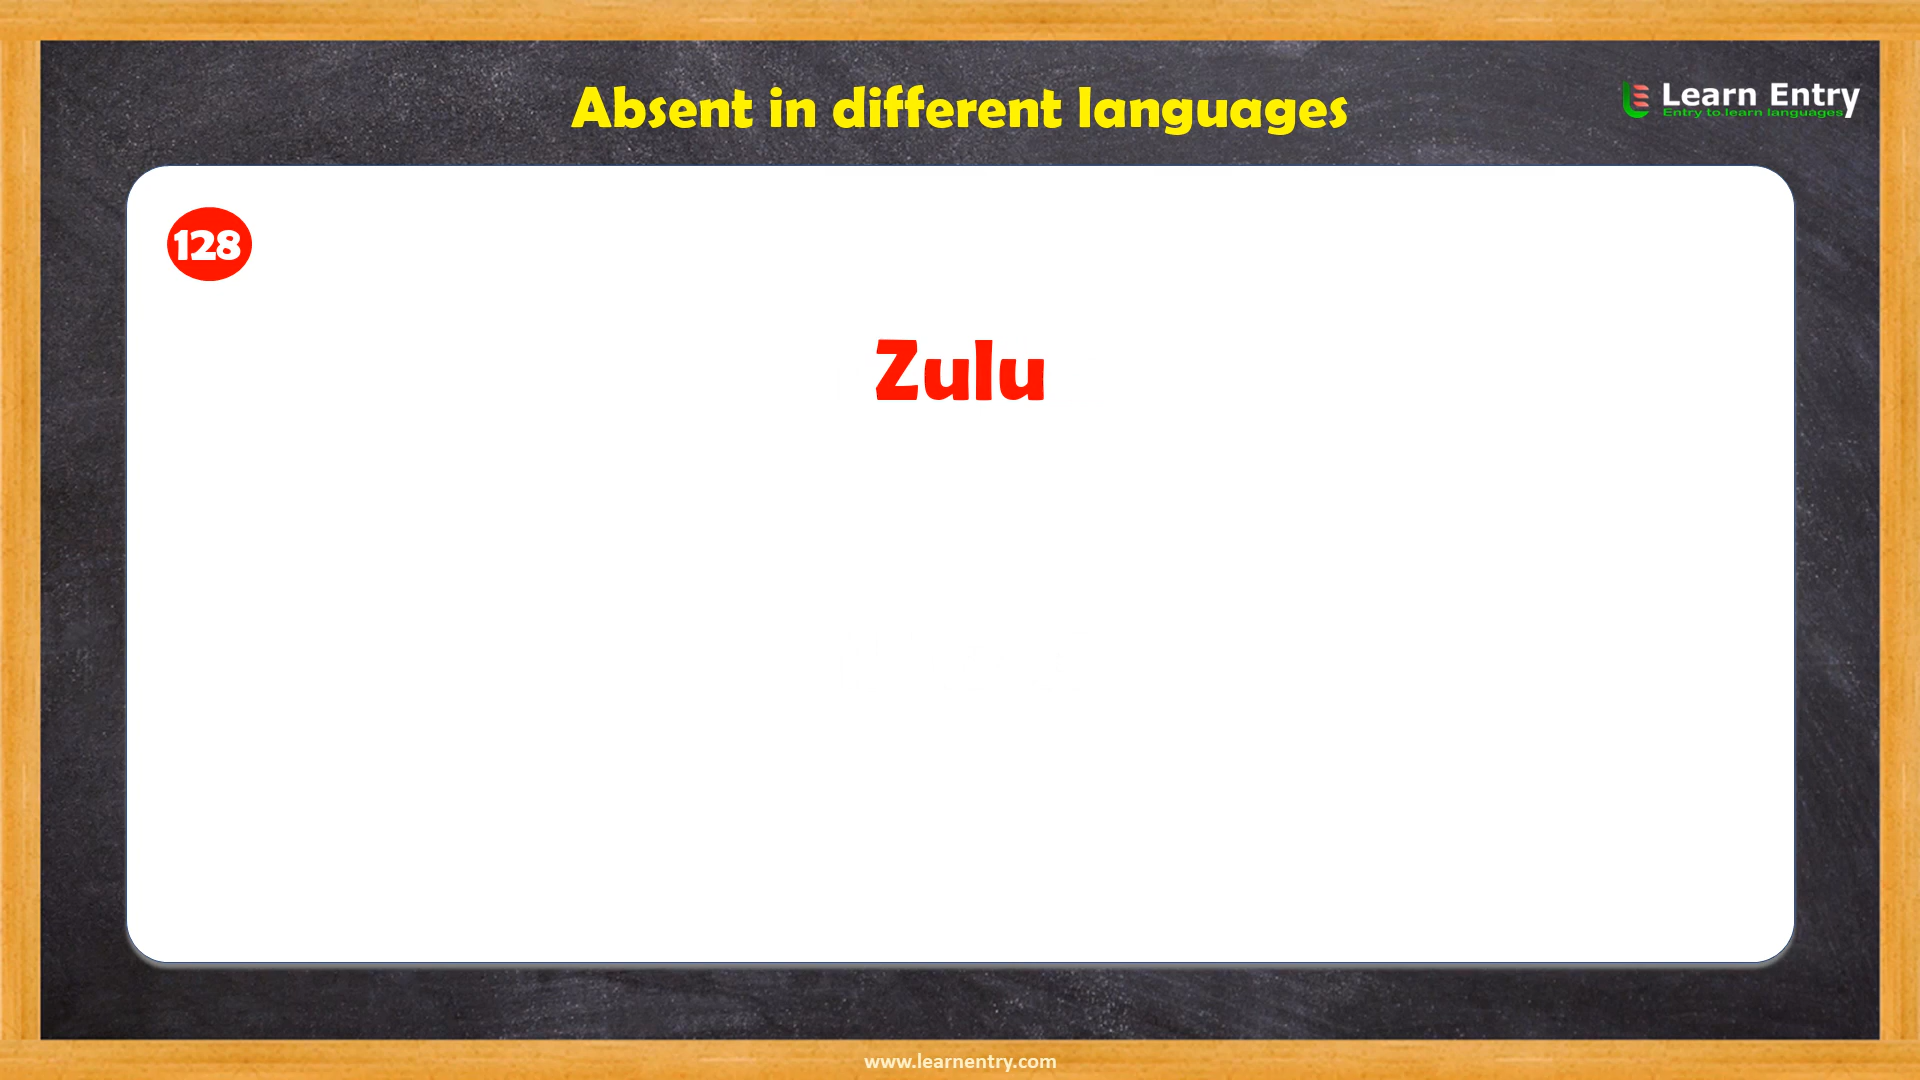 Absent in different languages
Learn Entry
Entry to learn languages
128
Zulu
www.learnentry.com